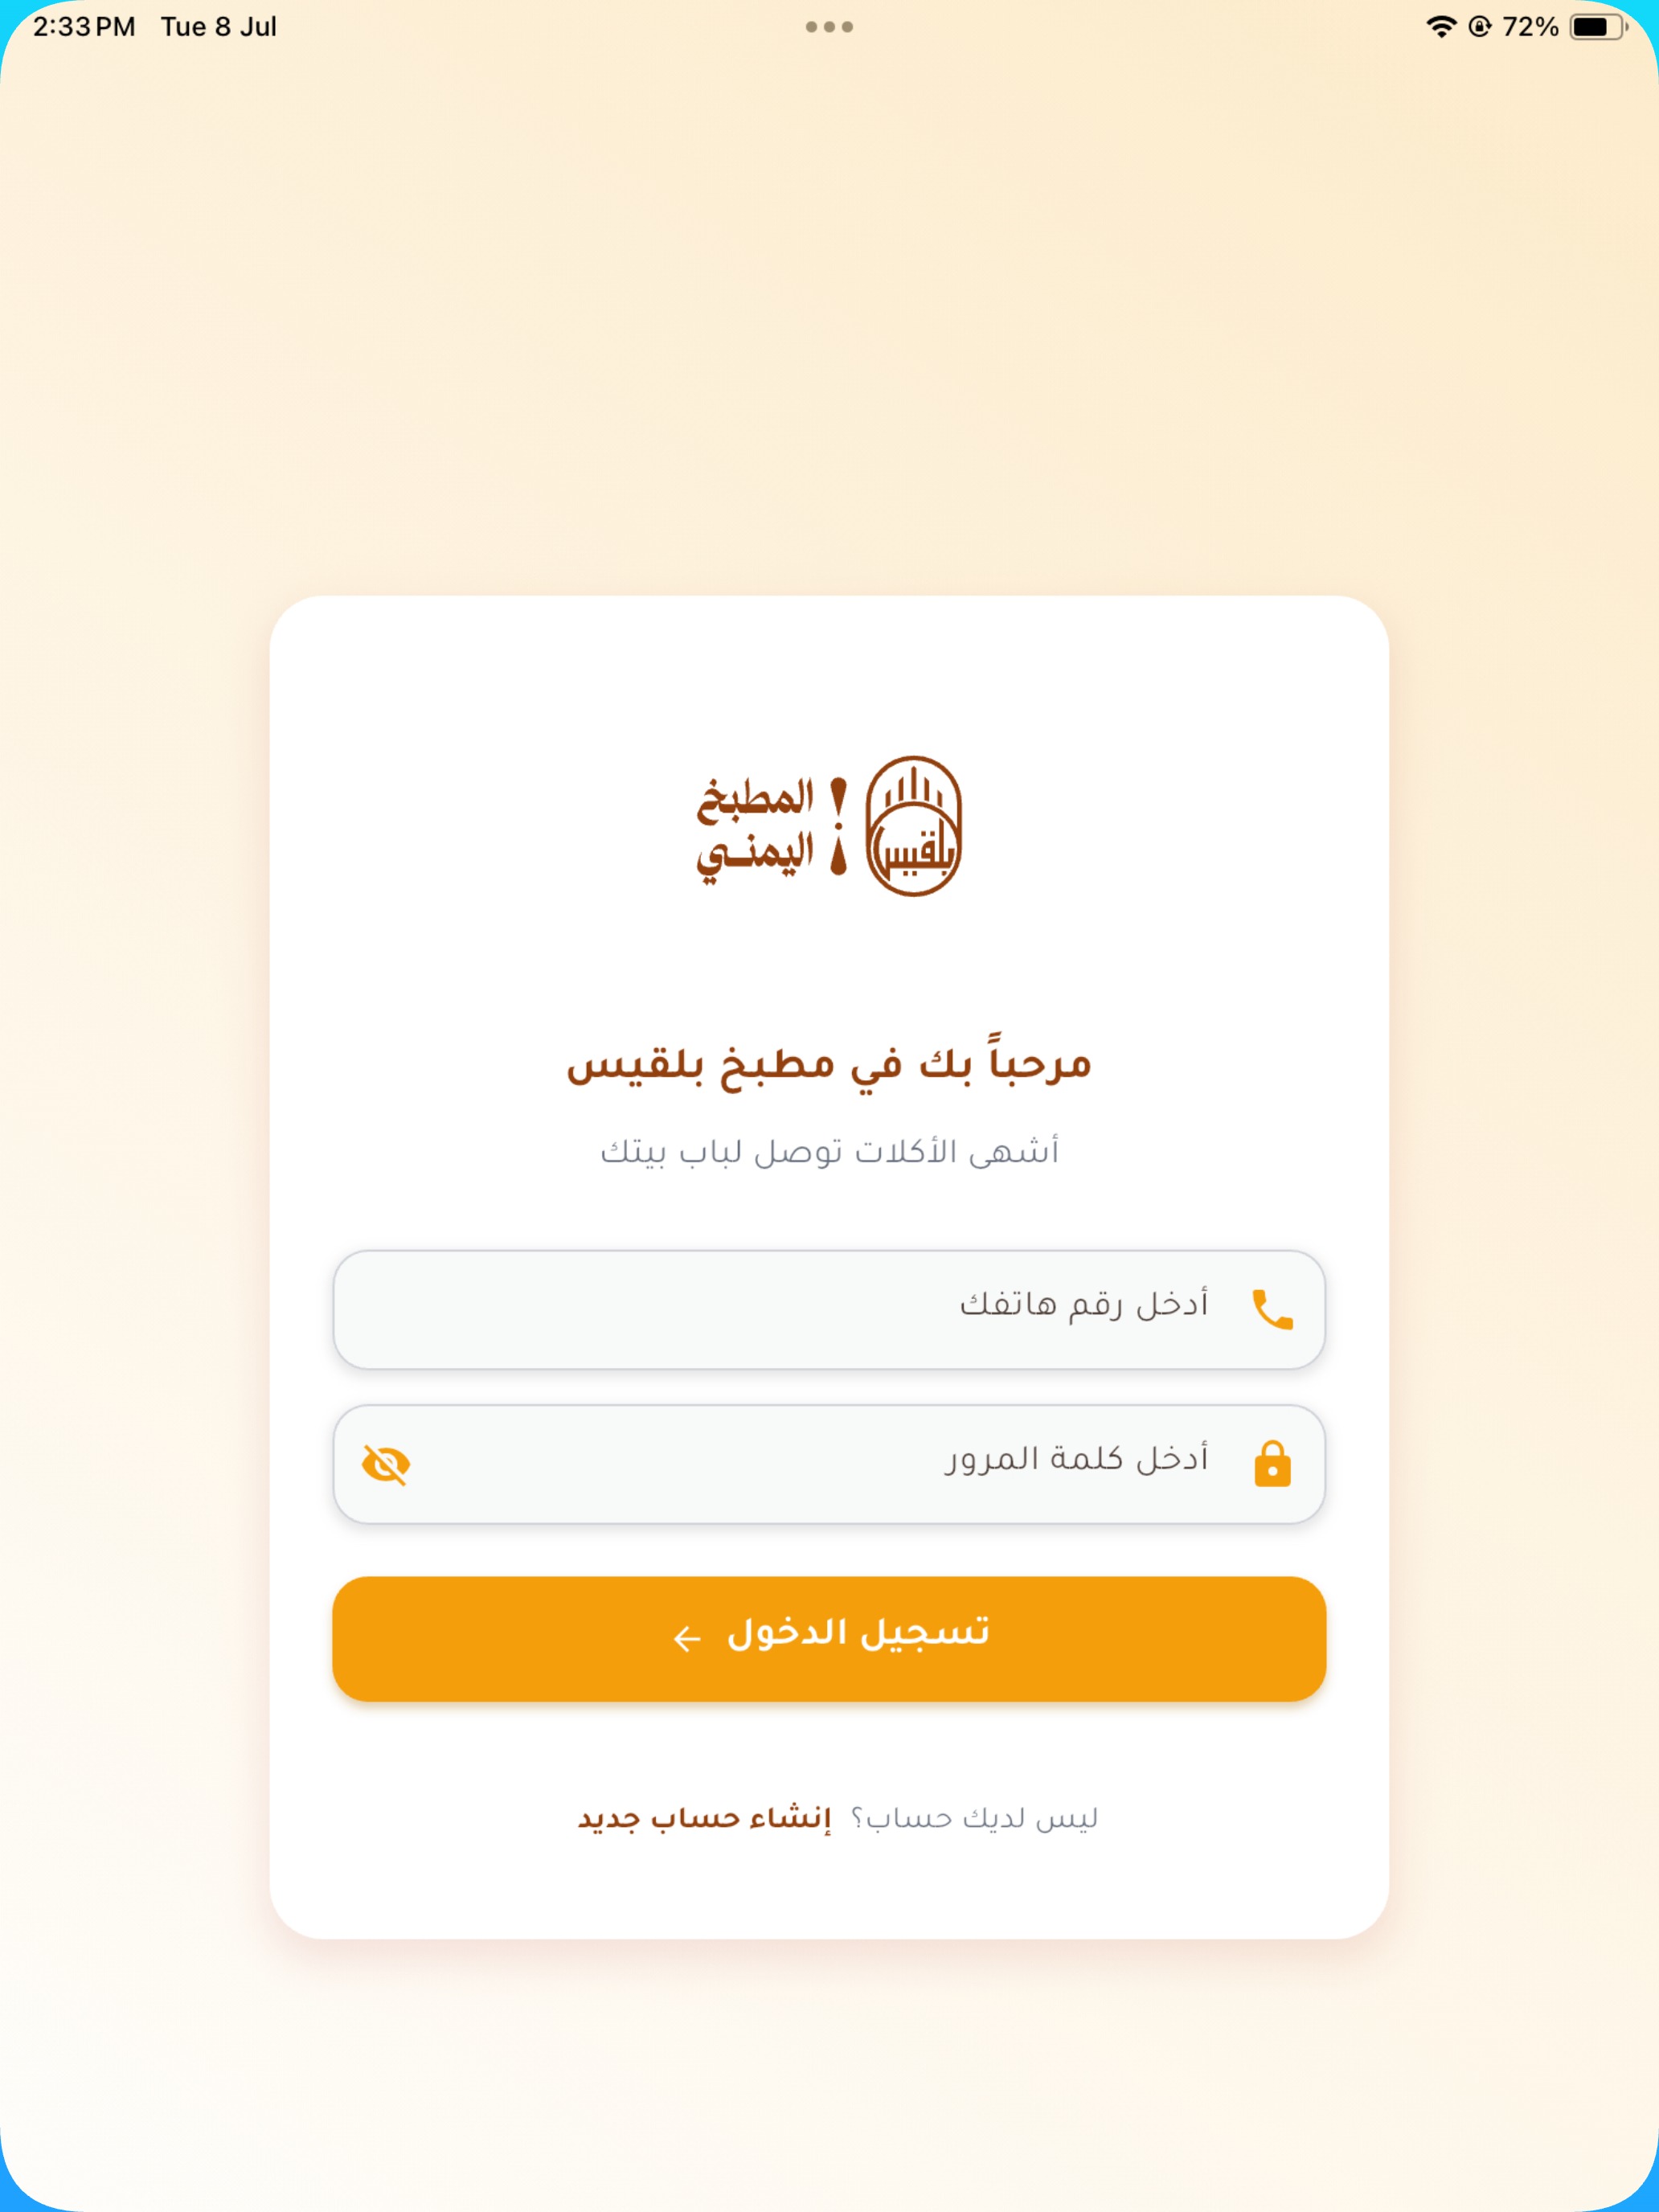 2:33 PM Tue 8 Jul 72%
بلقيس
المطبخ
اليمني
مرحباً بك في مطبخ بلقيس
أشهى الأكلات توصل لباب بيتك
أدخل رقم هاتفك
أدخل كلمة المرور
تسجيل الدخول ←
ليس لديك حساب؟ إنشاء حساب جديد